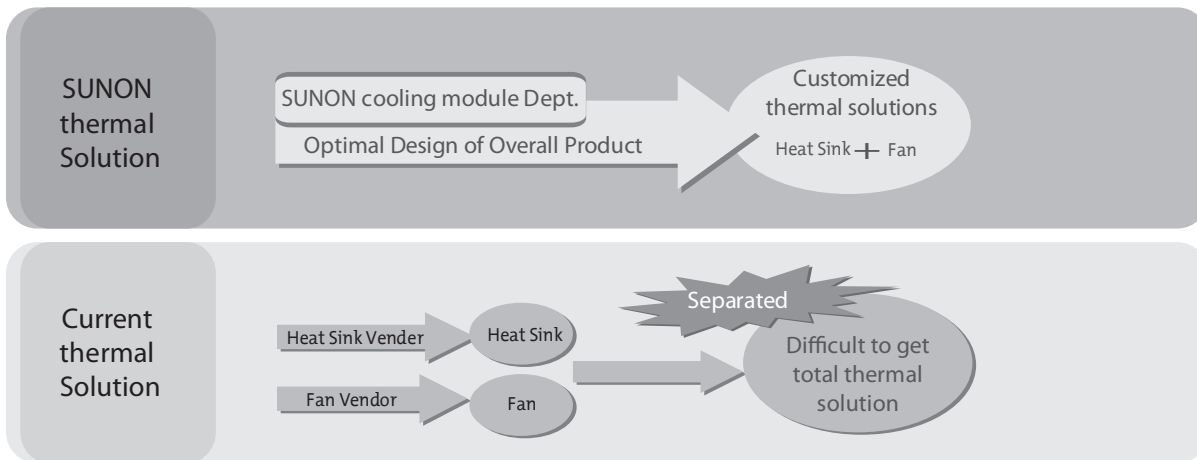 SUNON
thermal
Solution
SUNON cooling module Dept.
Optimal Design of Overall Product
Customized
thermal solutions
Heat Sink + Fan
Current
thermal
Solution
Heat Sink Vender
Heat Sink
Fan Vendor
Fan
Separated
Difficult to get
total thermal
solution